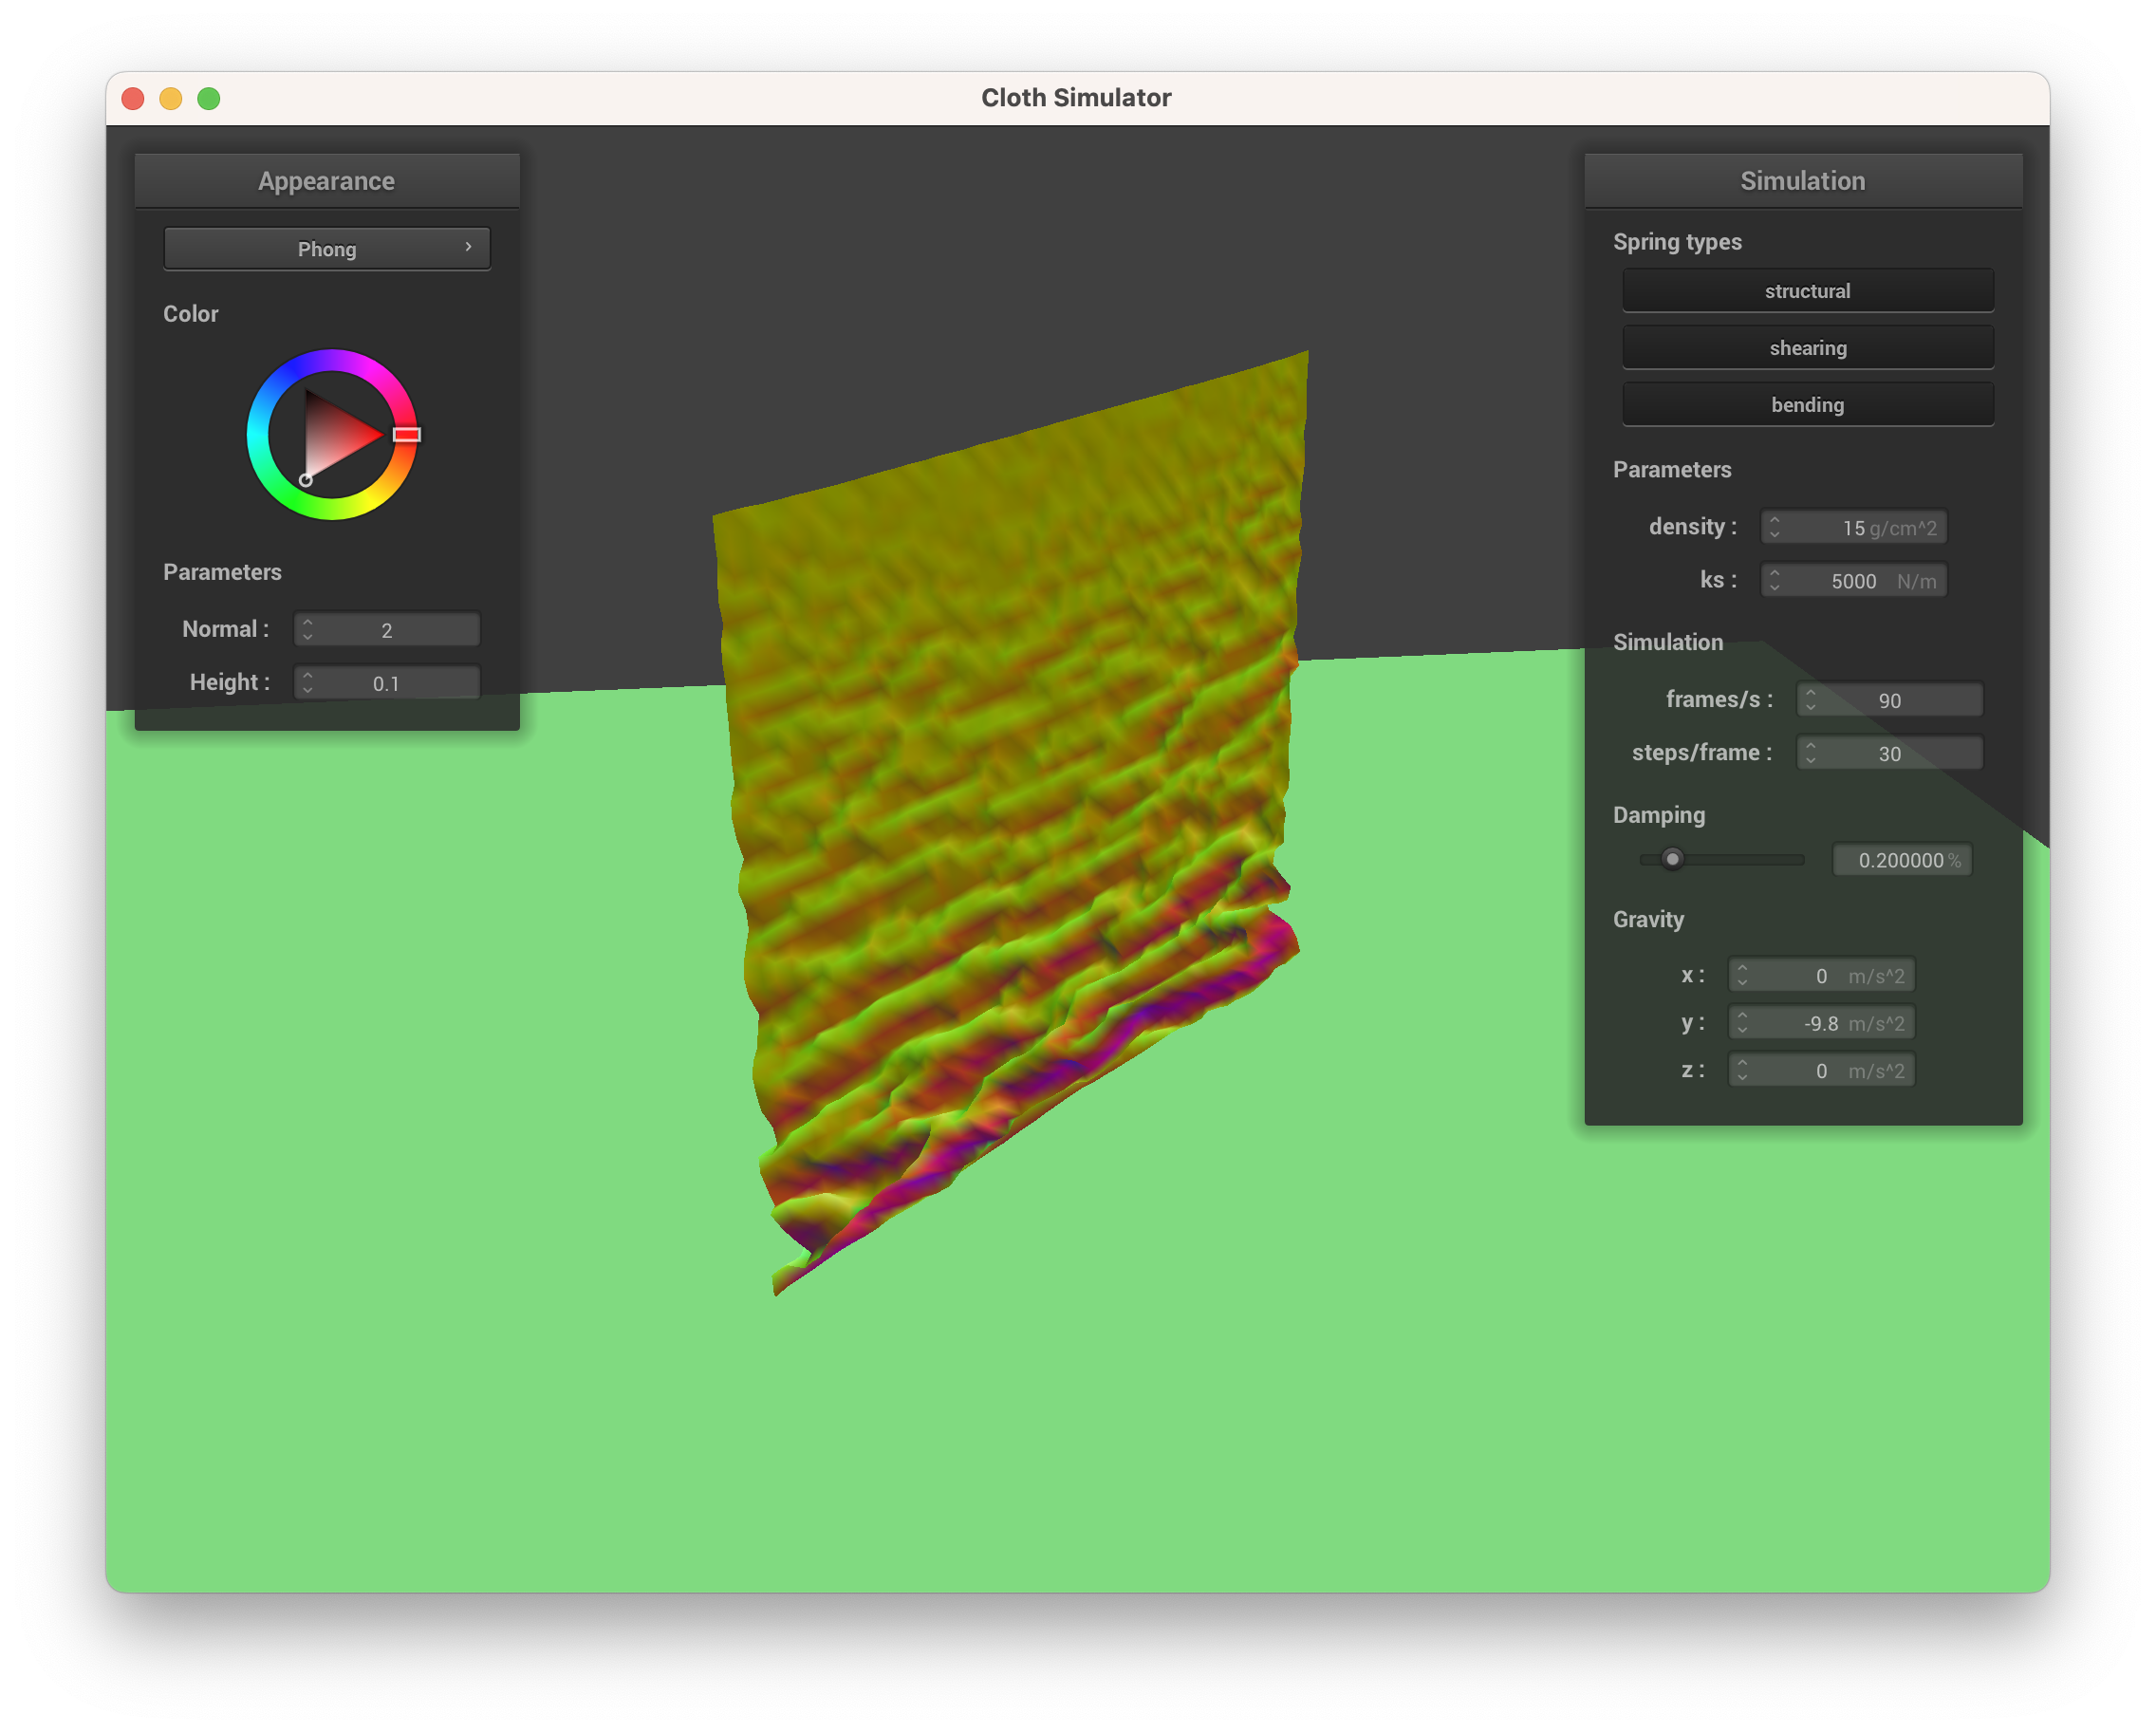 Cloth Simulator
Appearance
Phong
Color
Parameters
Normal : 2
Height : 0.1
Simulation
Spring types
structural
shearing
bending
Parameters
density : 15 g/cm^2
ks : 5000 N/m
Simulation
frames/s : 90
steps/frame : 30
Damping
0.200000 %
Gravity
x : 0 m/s^2
y : -9.8 m/s^2
z : 0 m/s^2